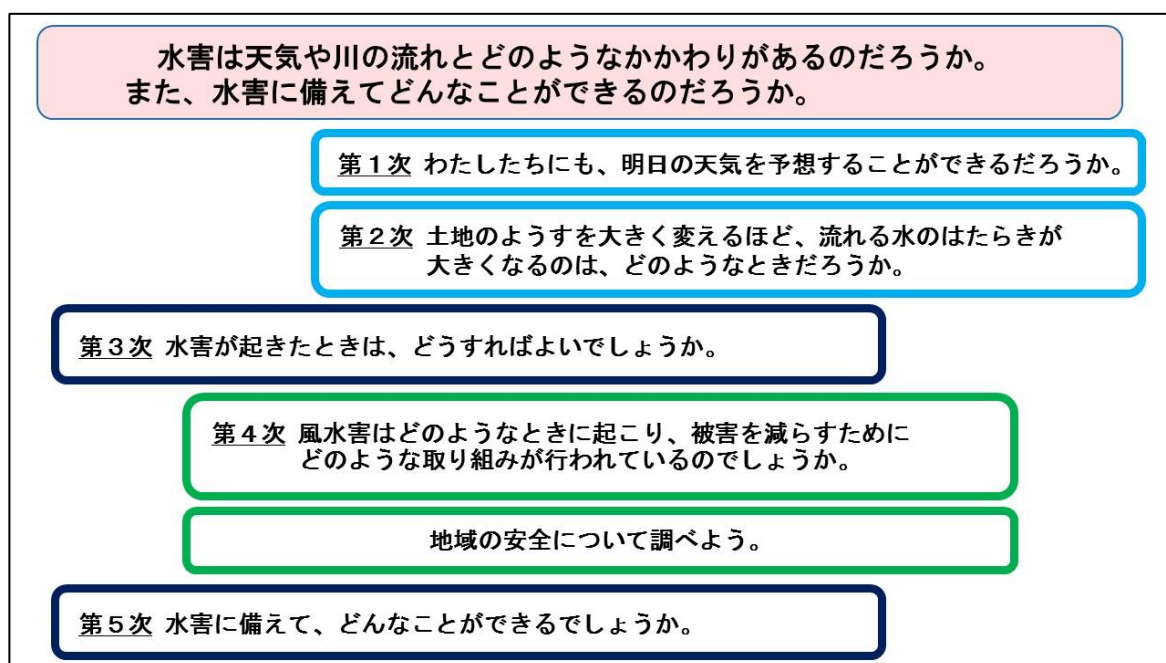 水害は天気や川の流れとどのようなかかわりがあるのだろうか。
また、水害に備えてどんなことができるのだろうか。
第１次 わたしたちにも、明日の天気を予想することができるだろうか。
第２次 土地のようすを大きく変えるほど、流れる水のはたらきが
大きくなるのは、どのようなときだろうか。
第３次 水害が起きたときは、どうすればよいでしょうか。
第４次 風水害はどのようなときに起こり、被害を減らすために
どのような取り組みが行われているのでしょうか。
地域の安全について調べよう。
第５次 水害に備えて、どんなことができるでしょうか。